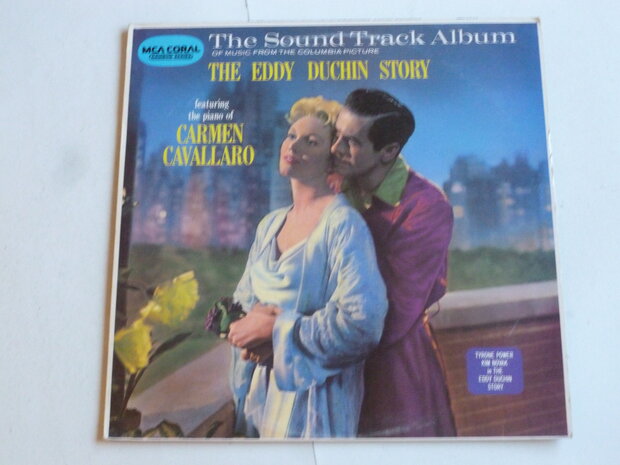 MCA CORAL
The Sound Track Album
OF MUSIC FROM THE COLUMBIA PICTURE
THE EDDY DUCHIN STORY
featuring
the piano of
CARMEN
CAVALLARO
TYRONE POWER
KIM NOVAK
in THE
EDDY DUCHIN
STORY